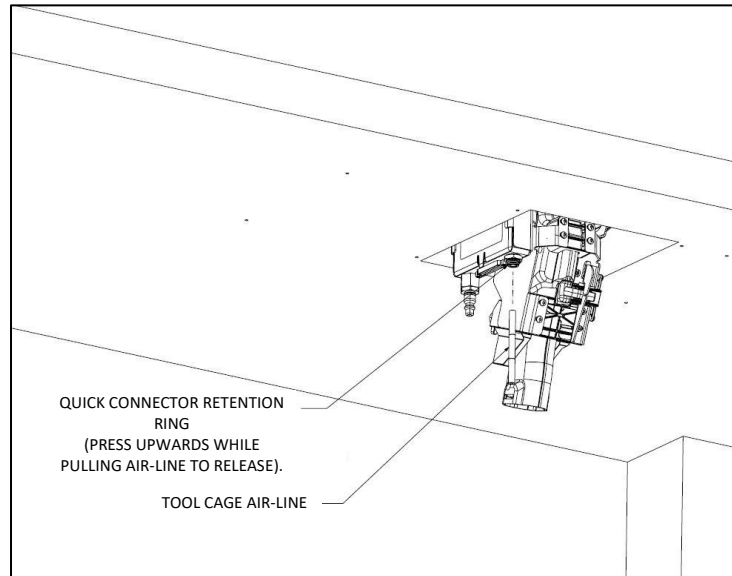 QUICK CONNECTOR RETENTION
RING
(PRESS UPWARDS WHILE
PULLING AIR-LINE TO RELEASE).
TOOL CAGE AIR-LINE